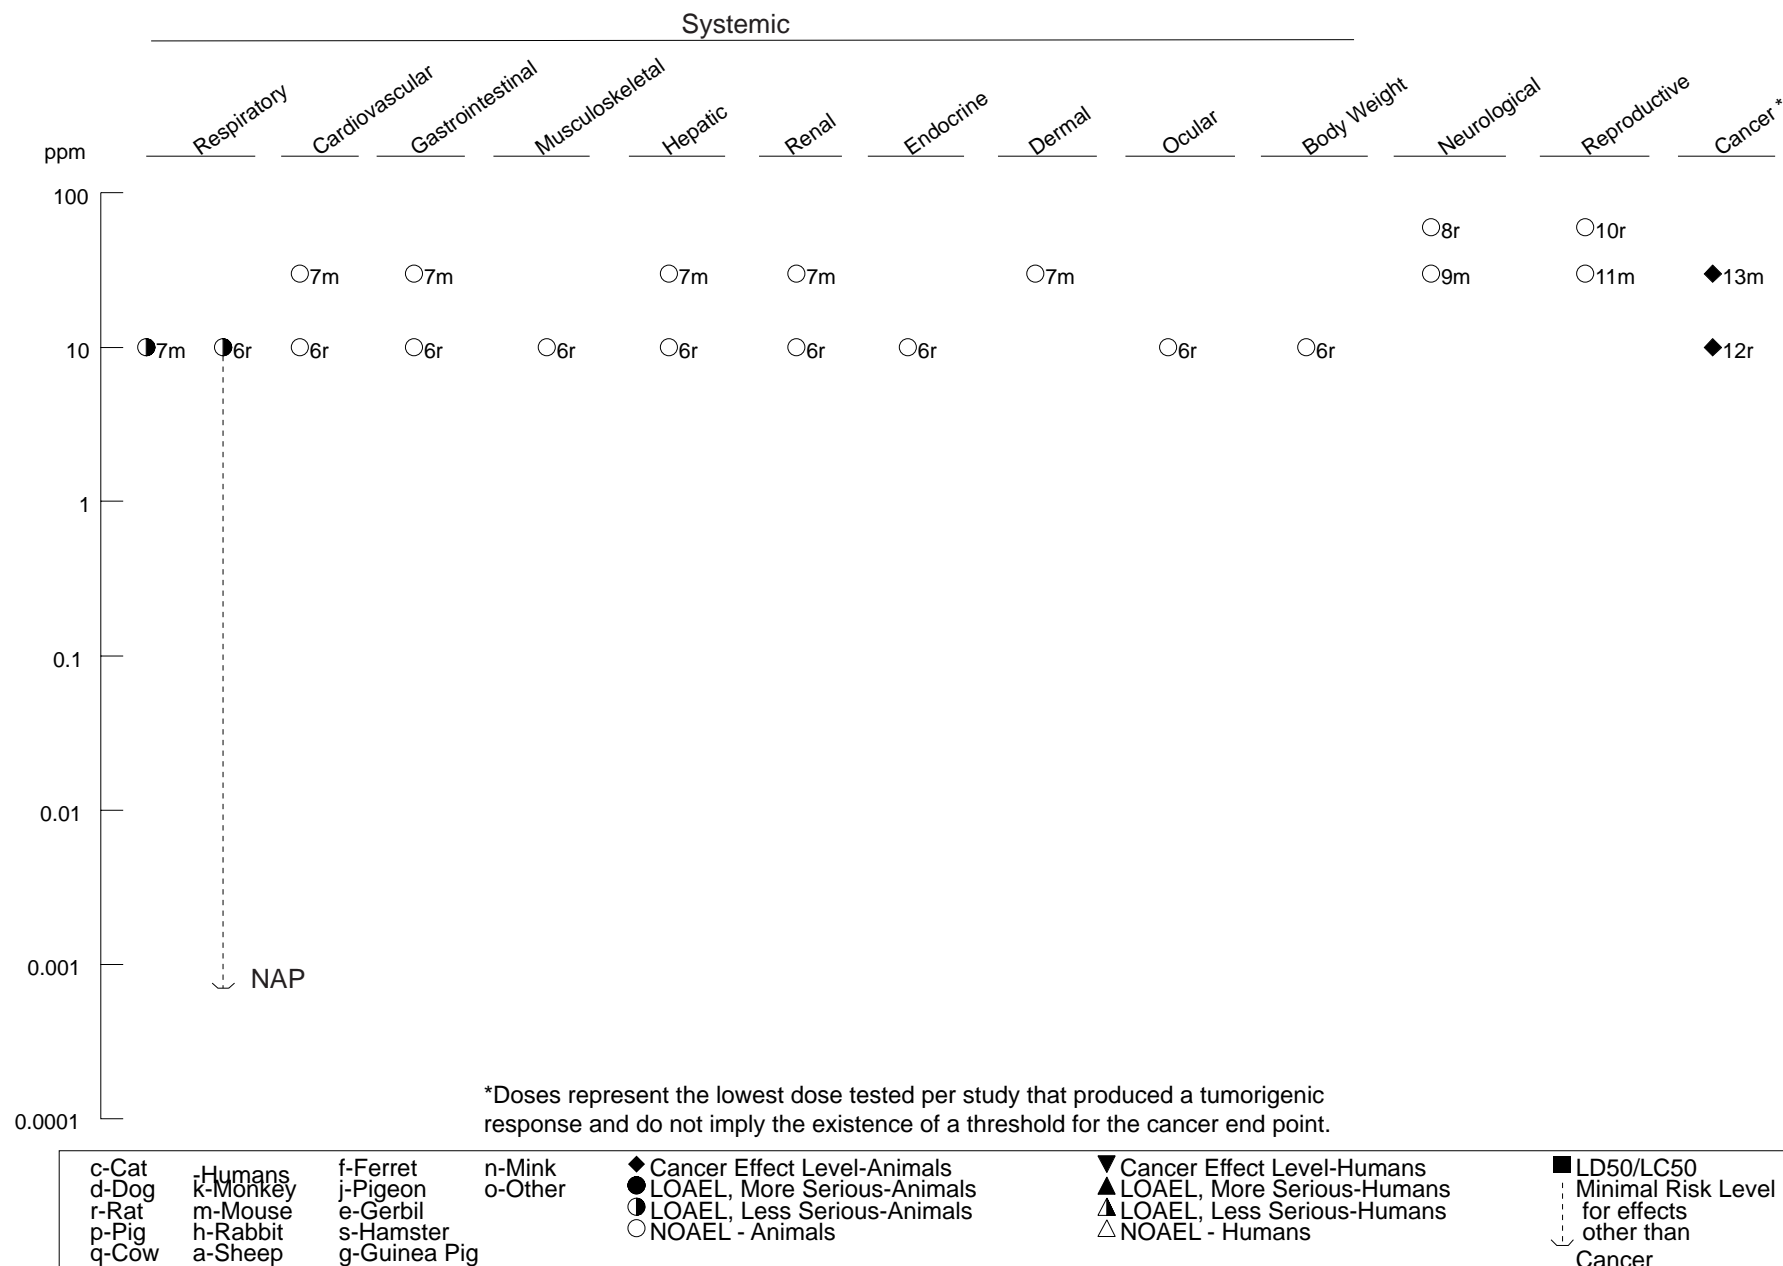 Systemic
Respiratory
Cardiovascular
Gastrointestinal
Musculoskeletal
Hepatic
Renal
Endocrine
Dermal
Ocular
Body Weight
Neurological
Reproductive
Cancer *
ppm
100
8r 10r
7m 7m 7m 7m 7m 9m 11m 13m
10
7m 6r 6r 6r 6r 6r 6r 6r 6r 6r 12r
1
0.1
0.01
0.001
NAP
0.0001
*Doses represent the lowest dose tested per study that produced a tumorigenic
response and do not imply the existence of a threshold for the cancer end point.
c-Cat
d-Dog
r-Rat
p-Pig
q-Cow
-Humans
k-Monkey
m-Mouse
h-Rabbit
a-Sheep
f-Ferret
j-Pigeon
e-Gerbil
s-Hamster
g-Guinea Pig
n-Mink
o-Other
Cancer Effect Level-Animals
LOAEL, More Serious-Animals
LOAEL, Less Serious-Animals
NOAEL - Animals
Cancer Effect Level-Humans
LOAEL, More Serious-Humans
LOAEL, Less Serious-Humans
NOAEL - Humans
LD50/LC50
Minimal Risk Level
for effects
other than
Cancer